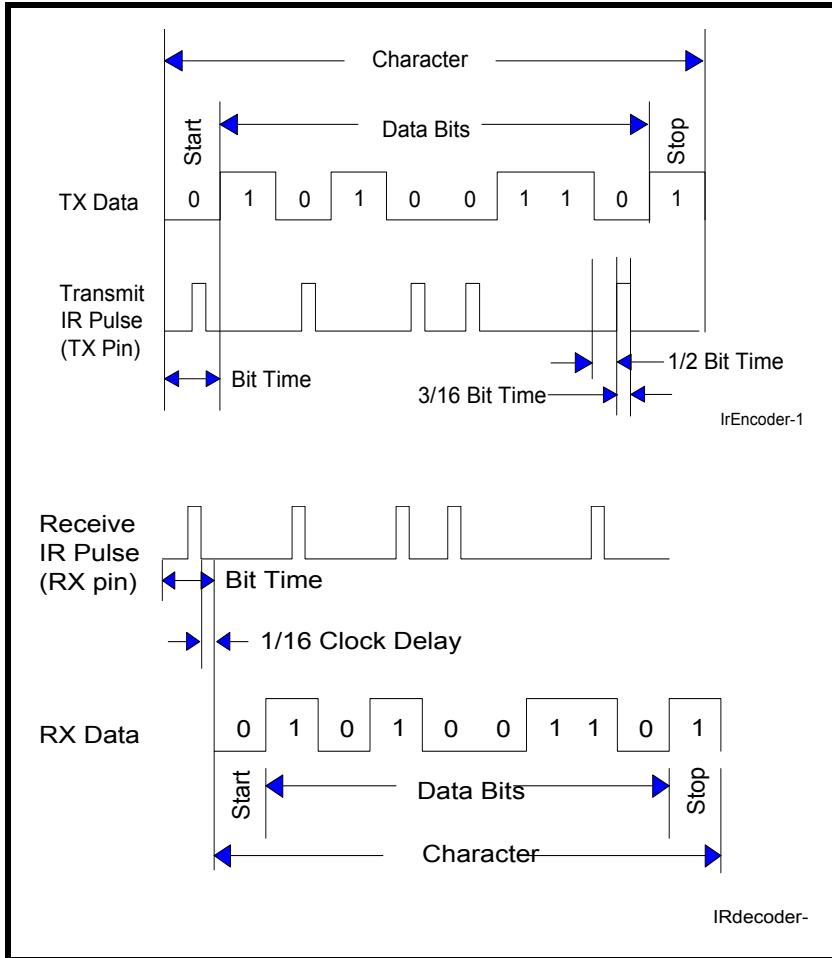 Character
Start
Data Bits
Stop
TX Data
0 1 0 1 0 0 1 1 0 1
Transmit
IR Pulse
(TX Pin)
Bit Time
1/2 Bit Time
3/16 Bit Time
IrEncoder-1
Receive
IR Pulse
(RX pin)
Bit Time
1/16 Clock Delay
RX Data
0 1 0 1 0 0 1 1 0 1
Start
Data Bits
Stop
Character
IRdecoder-